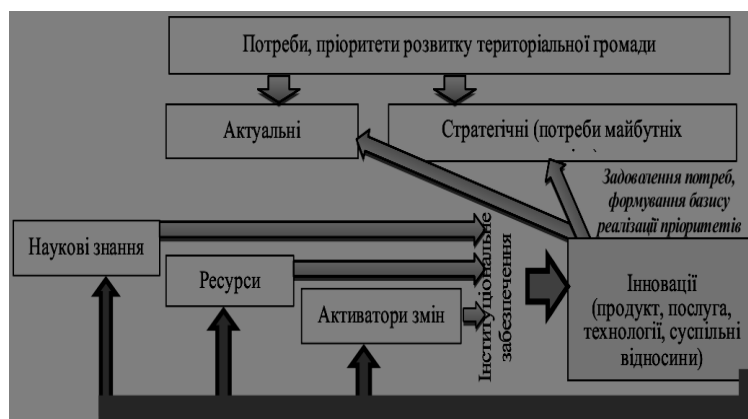 Потреби, пріоритети розвитку територіальної громади
Актуальні
Стратегічні (потреби майбутніх
Задоволення потреб,
формування базису
реалізації пріоритетів
Наукові знання
Ресурси
Активатори змін
Інституціональне
забезпечення
Інновації
(продукт, послуга,
технології, суспільні
відносини)